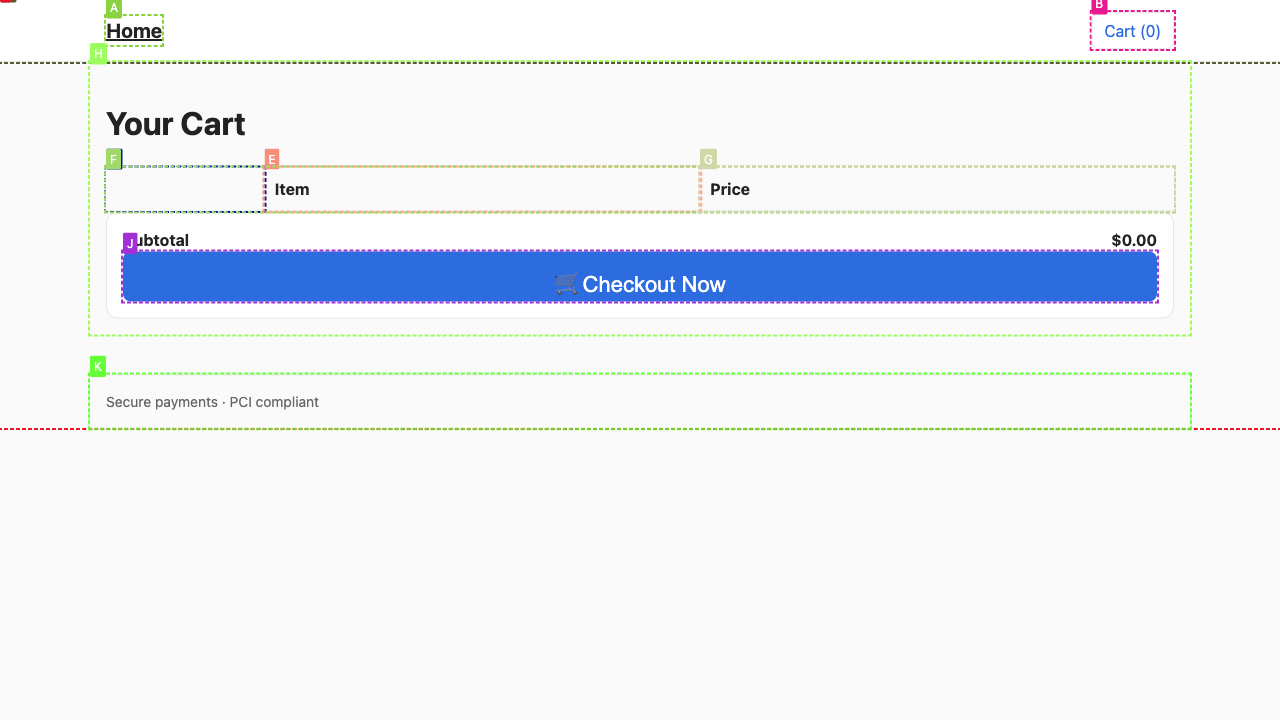 A
Home
B
Cart (0)
H
Your Cart
F
E
G
Item
Price
J
ubtotal
$0.00
🛒Checkout Now
K
Secure payments · PCI compliant